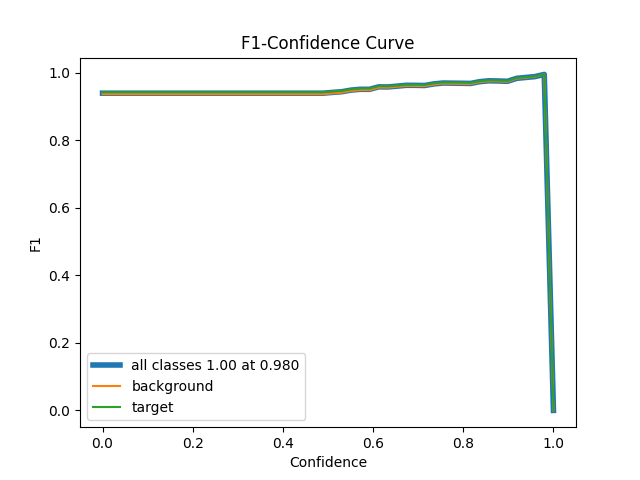 F1-Confidence Curve
1.0
0.8
0.6
0.4
0.2
0.0
F1
all classes 1.00 at 0.980
background
target
0.0 0.2 0.4 0.6 0.8 1.0
Confidence